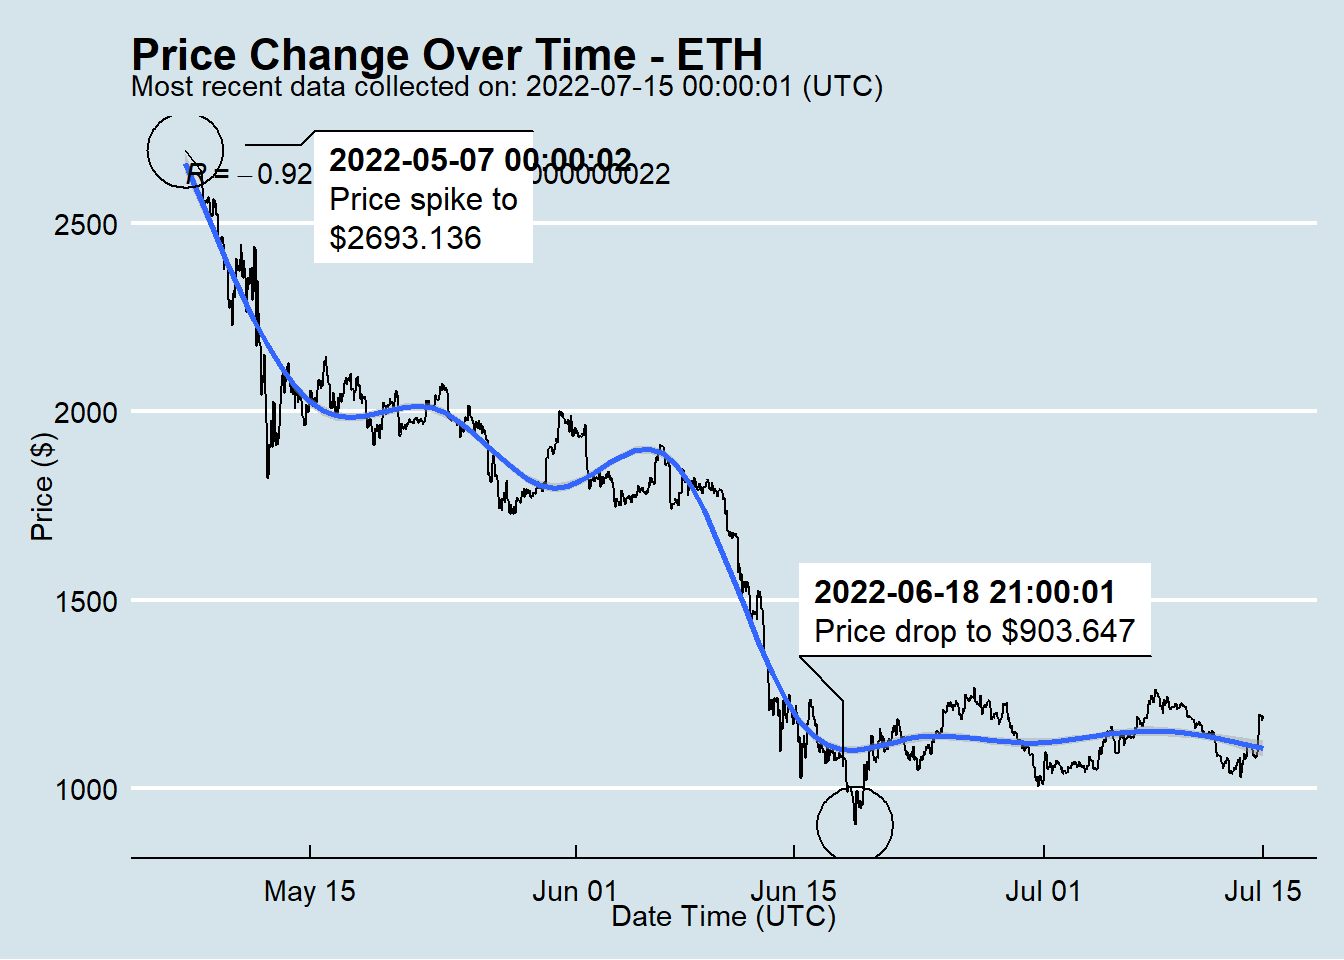 Price Change Over Time - ETH
Most recent data collected on: 2022-07-15 00:00:01 (UTC)
2022-05-07 00:00:02
R = −0.92
000000022
Price spike to
$2693.136
2500
2000
Price ($)
1500
2022-06-18 21:00:01
Price drop to $903.647
1000
May 15
Jun 01
Jun 15
Jul 01
Jul 15
Date Time (UTC)